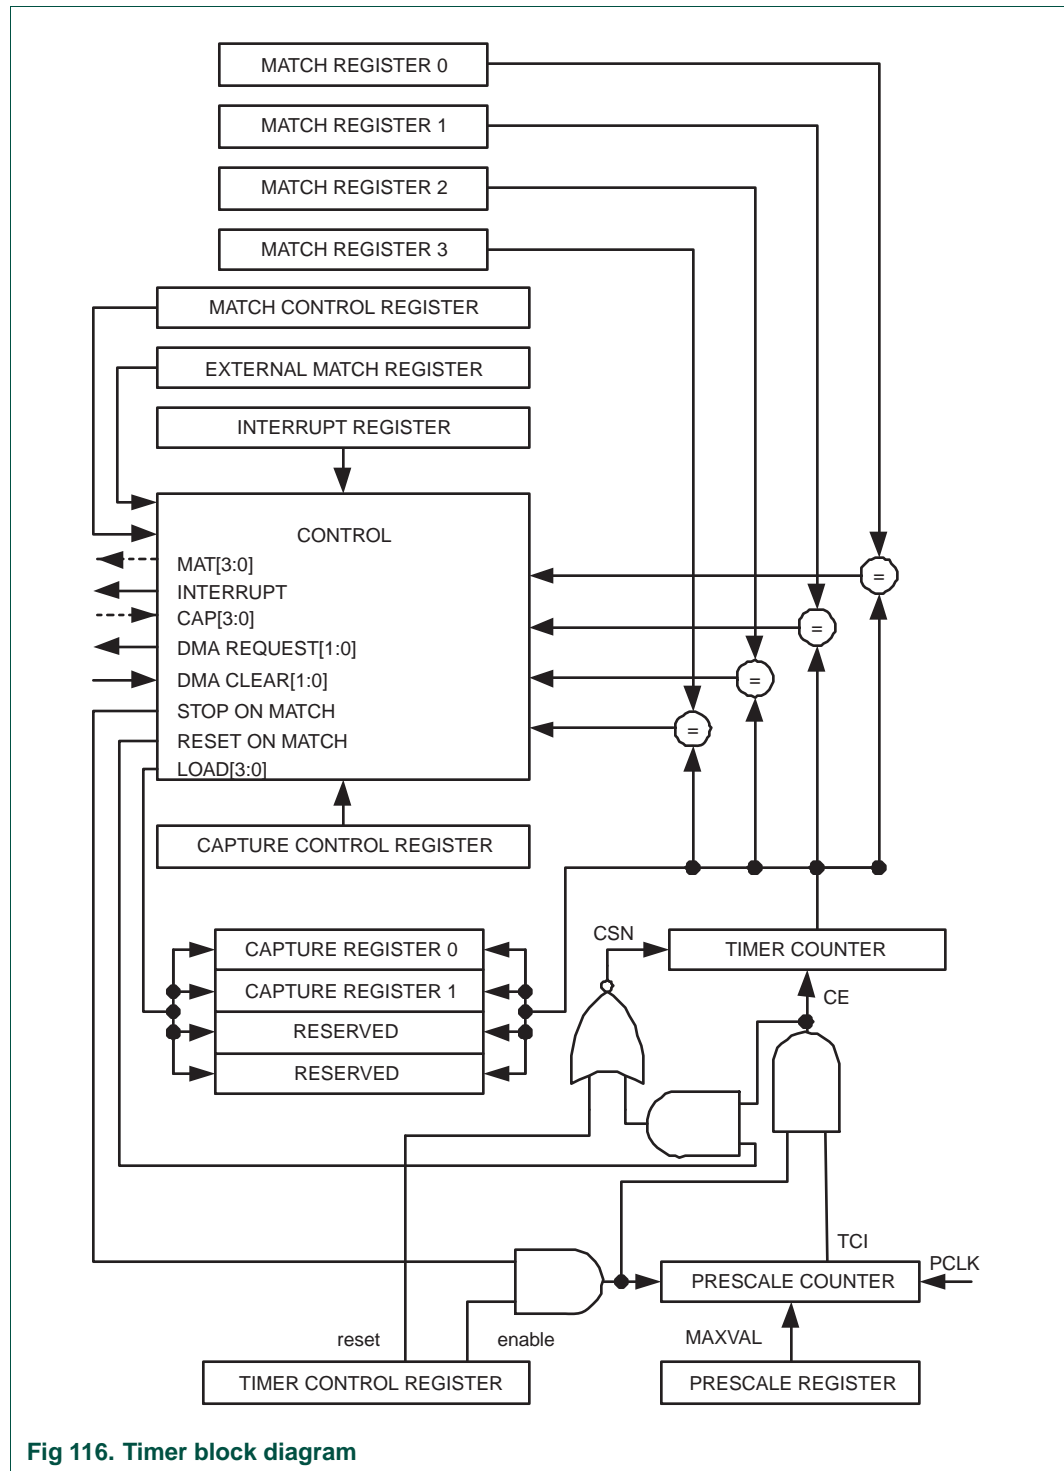 MATCH REGISTER 0
MATCH REGISTER 1
MATCH REGISTER 2
MATCH REGISTER 3
MATCH CONTROL REGISTER
EXTERNAL MATCH REGISTER
INTERRUPT REGISTER
CONTROL
MAT[3:0]
INTERRUPT
CAP[3:0]
DMA REQUEST[1:0]
DMA CLEAR[1:0]
STOP ON MATCH
RESET ON MATCH
LOAD[3:0]
=
=
=
=
CAPTURE CONTROL REGISTER
CSN
CAPTURE REGISTER 0
TIMER COUNTER
CAPTURE REGISTER 1
CE
RESERVED
RESERVED
TCI
PCLK
PRESCALE COUNTER
reset
enable
MAXVAL
TIMER CONTROL REGISTER
PRESCALE REGISTER
Fig 116. Timer block diagram